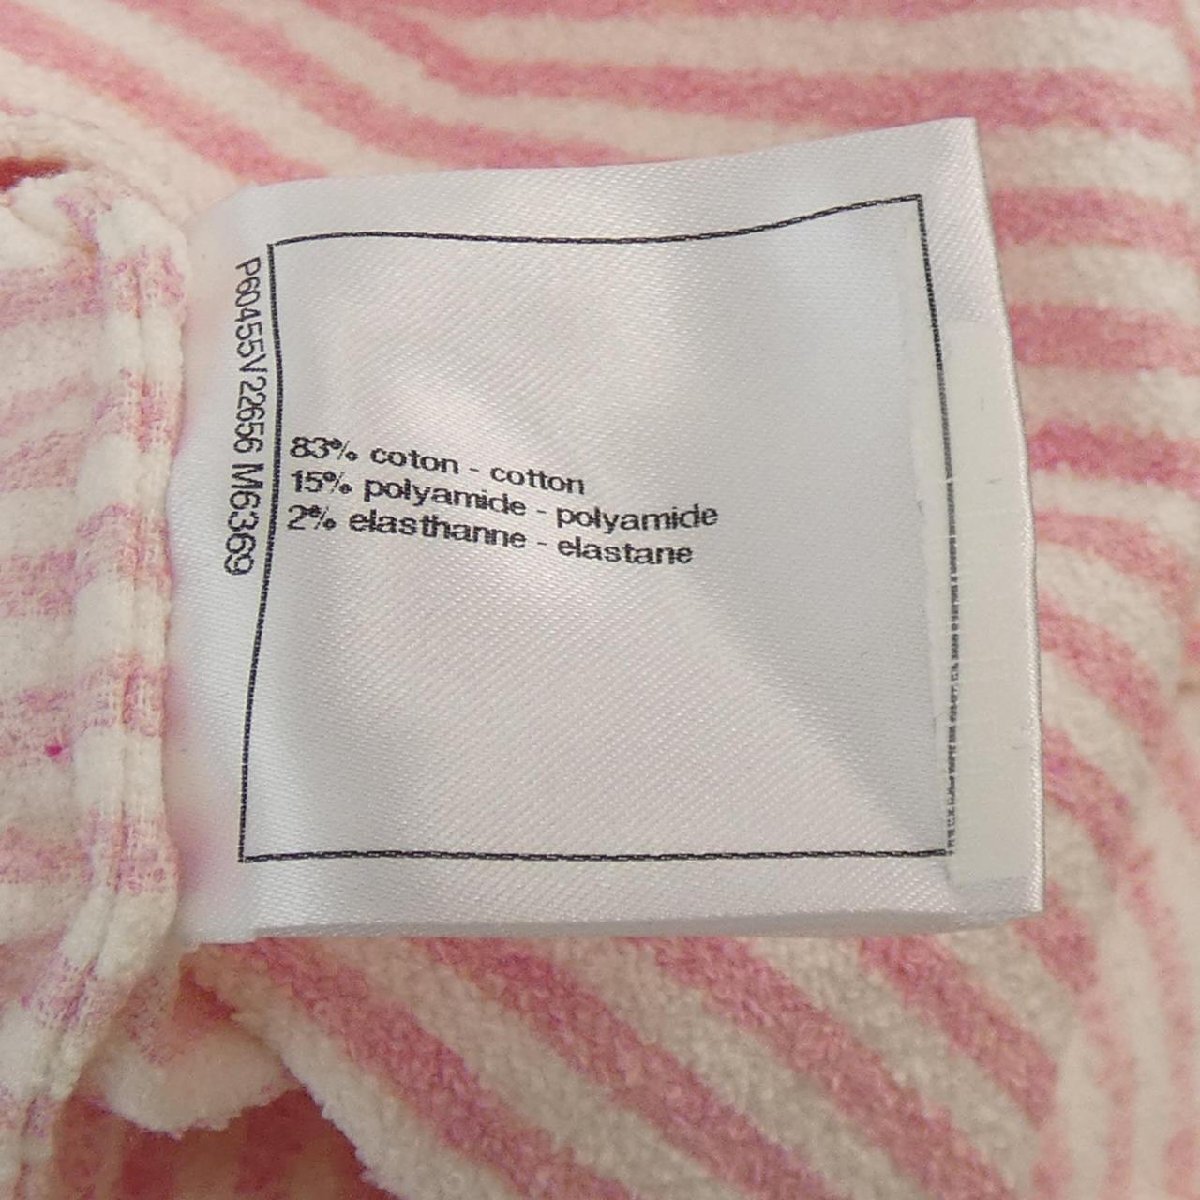 P60455V22656 M6369
83% coton - cotton
15% polyamide - polyamide
2% elasthanne - elastane